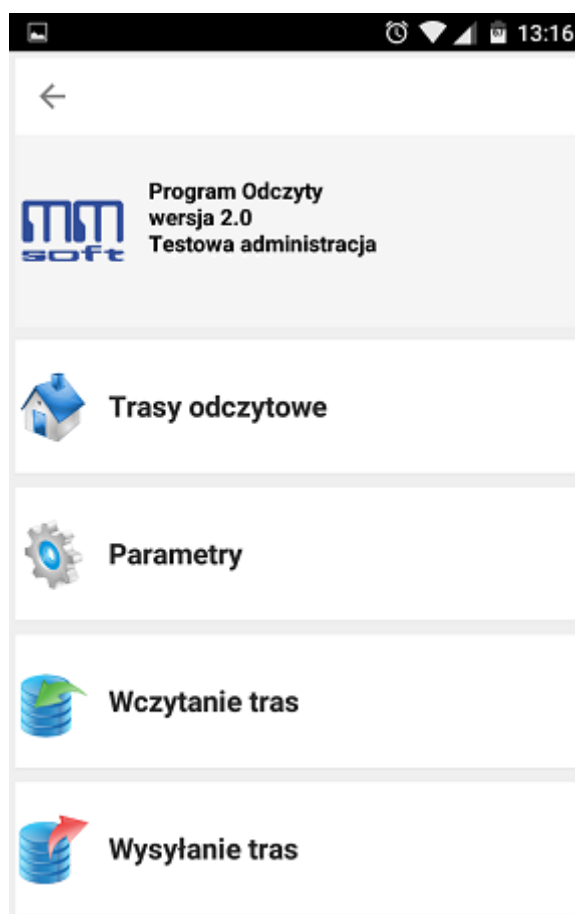 13:16
mm
soft
Program Odczyty
wersja 2.0
Testowa administracja
Trasy odczytowe
Parametry
Wczytanie tras
Wysyłanie tras